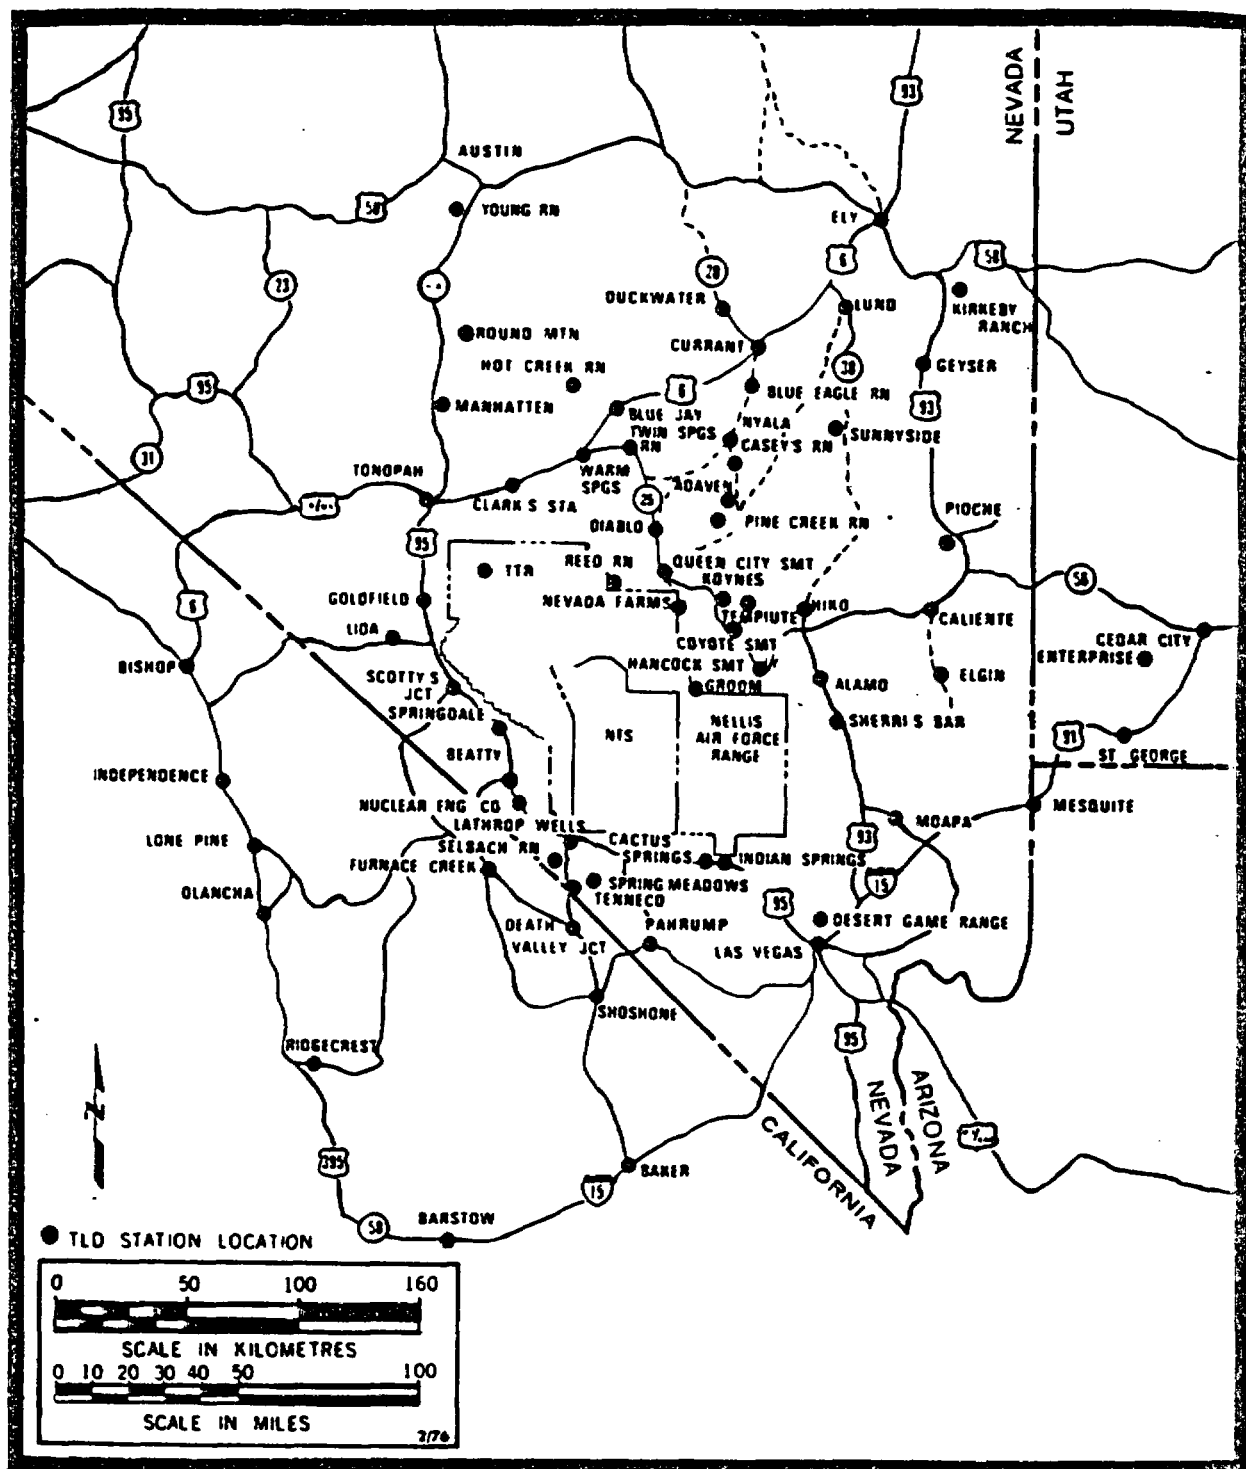 NEVADA
UTAH
93
95
AUSTIN
50
YOUNG RN
ELY
6
50
23
20
DUCKWATER
LUND
KIRKEBY
RANCH
ROUND MTN
CURRANT
HOT CREEK RN
38
GEYSER
6
95
BLUE EAGLE RN
93
MANHATTEN
BLUE JAY
TWIN SPGS
RN
NYALA
SUNNYSIDE
CASEY'S RN
31
TONOPAH
WARM
SPGS
ADAVEN
CLARK'S STA
25
PIOCHE
DIABLO
PINE CREEK RN
95
TTR
REED RN
QUEEN CITY SMT
KOYNES
56
GOLDFIELD
NEVADA FARMS
TEMPIUTE
HIKO
CALIENTE
6
LIDA
COYOTE SMT
CEDAR CITY
ENTERPRISE
BISHOP
HANCOCK SMT
SCOTTY'S
JCT
GROOM
ALAMO
ELGIN
SPRINGDALE
NTS
NELLIS
AIR FORCE
RANGE
SHERRI'S BAR
91
ST GEORGE
BEATTY
INDEPENDENCE
NUCLEAR ENG CO
MESQUITE
LATHROP WELLS
MOAPA
LONE PINE
SELBACH RN
CACTUS
SPRINGS
INDIAN SPRINGS
93
FURNACE CREEK
15
SPRING MEADOWS
OLANCHA
TENNECO
95
DESERT GAME RANGE
DEATH
VALLEY JCT
PAHRUMP
LAS VEGAS
SHOSHONE
95
RIDGECREST
NEVADA
ARIZONA
N
CALIFORNIA
395
BAKER
15
58
BARSTOW
TLD STATION LOCATION
0 50 100 160
SCALE IN KILOMETRES
0 10 20 30 40 50 100
SCALE IN MILES
2/76